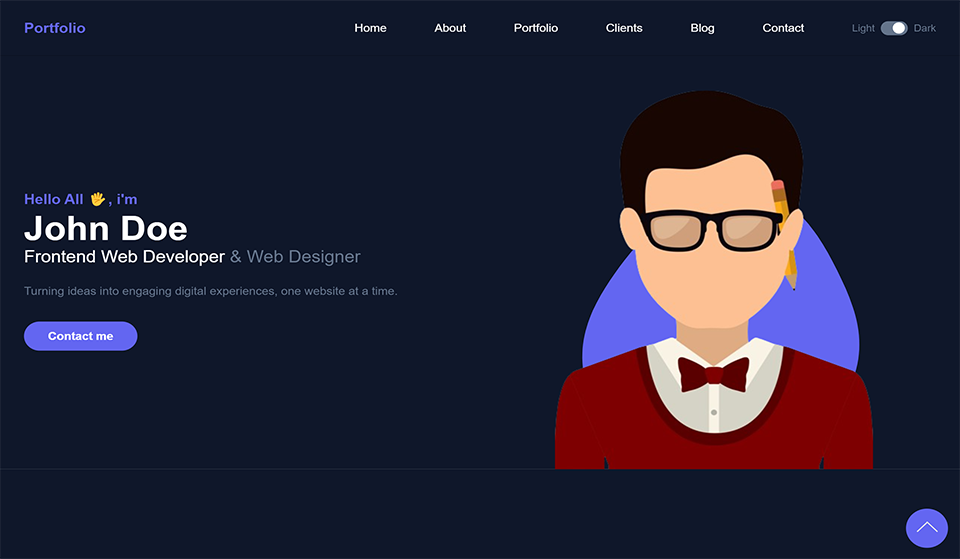 Portfolio
Home About Portfolio Clients Blog Contact Light Dark
Hello All 🖐, i'm
John Doe
Frontend Web Developer & Web Designer
Turning ideas into engaging digital experiences, one website at a time.
Contact me